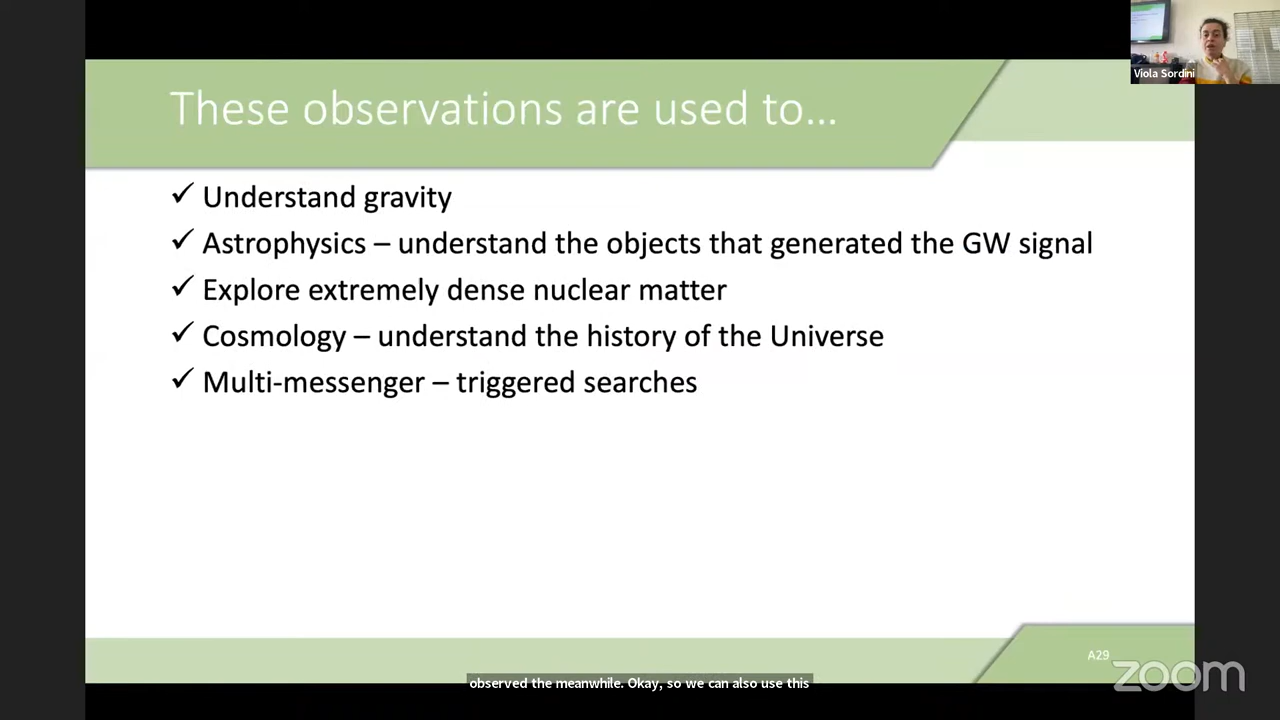 Viola Sordini
These observations are used to...
✓ Understand gravity
✓ Astrophysics – understand the objects that generated the GW signal
✓ Explore extremely dense nuclear matter
✓ Cosmology – understand the history of the Universe
✓ Multi-messenger – triggered searches
A29
zoom
observed the meanwhile. Okay, so we can also use this